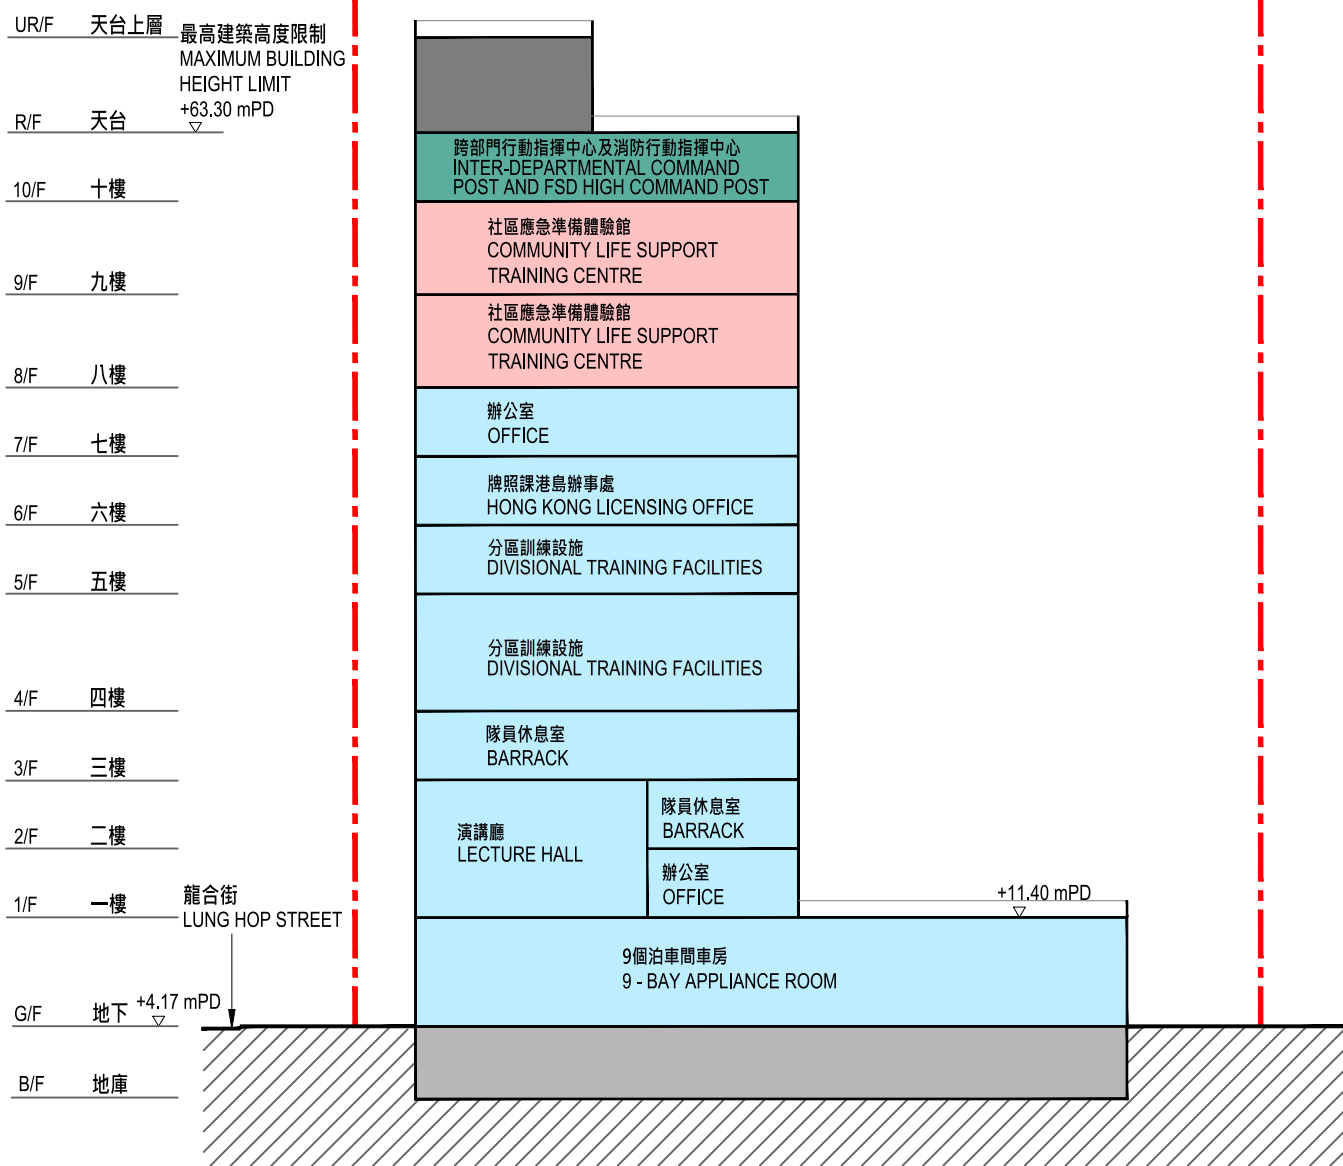 UR/F 天台上層
最高建築高度限制
MAXIMUM BUILDING
HEIGHT LIMIT
+63.30 mPD
R/F 天台
跨部門行動指揮中心及消防行動指揮中心
INTER-DEPARTMENTAL COMMAND
POST AND FSD HIGH COMMAND POST
10/F 十樓
社區應急準備體驗館
COMMUNITY LIFE SUPPORT
TRAINING CENTRE
9/F 九樓
社區應急準備體驗館
COMMUNITY LIFE SUPPORT
TRAINING CENTRE
8/F 八樓
辦公室
OFFICE
7/F 七樓
牌照課港島辦事處
HONG KONG LICENSING OFFICE
6/F 六樓
分區訓練設施
DIVISIONAL TRAINING FACILITIES
5/F 五樓
分區訓練設施
DIVISIONAL TRAINING FACILITIES
4/F 四樓
隊員休息室
BARRACK
3/F 三樓
演講廳
LECTURE HALL
隊員休息室
BARRACK
2/F 二樓
辦公室
OFFICE
1/F 一樓
龍合街
LUNG HOP STREET
+11.40 mPD
9個泊車間車房
9 - BAY APPLIANCE ROOM
G/F 地下
+4.17 mPD
B/F 地庫